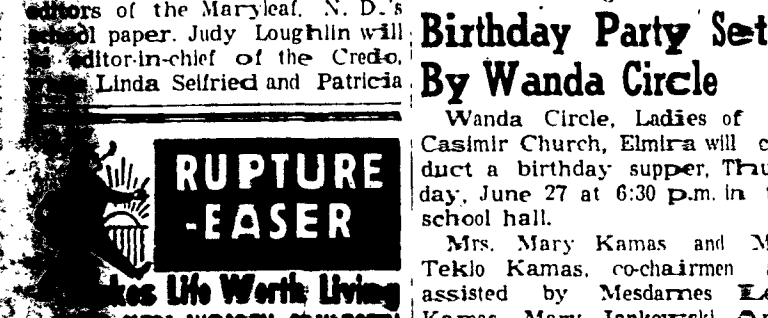 of the Maryleaf, N. D.'s
paper. Judy Loughlin will
editor-in-chief of the Credo,
Linda Seifried and Patricia
RUPTURE
-EASER
Life Worth Living
Birthday Party Set
By Wanda Circle
Wanda Circle, Ladies of
Casimir Church, Elmira will c
duct a birthday supper, Thu
day, June 27 at 6:30 p.m. in
school hall.
Mrs. Mary Kamas and M
Teklo Kamas, co-chairmen
assisted by Mesdames Le
Kamas, Mary Jankowski,